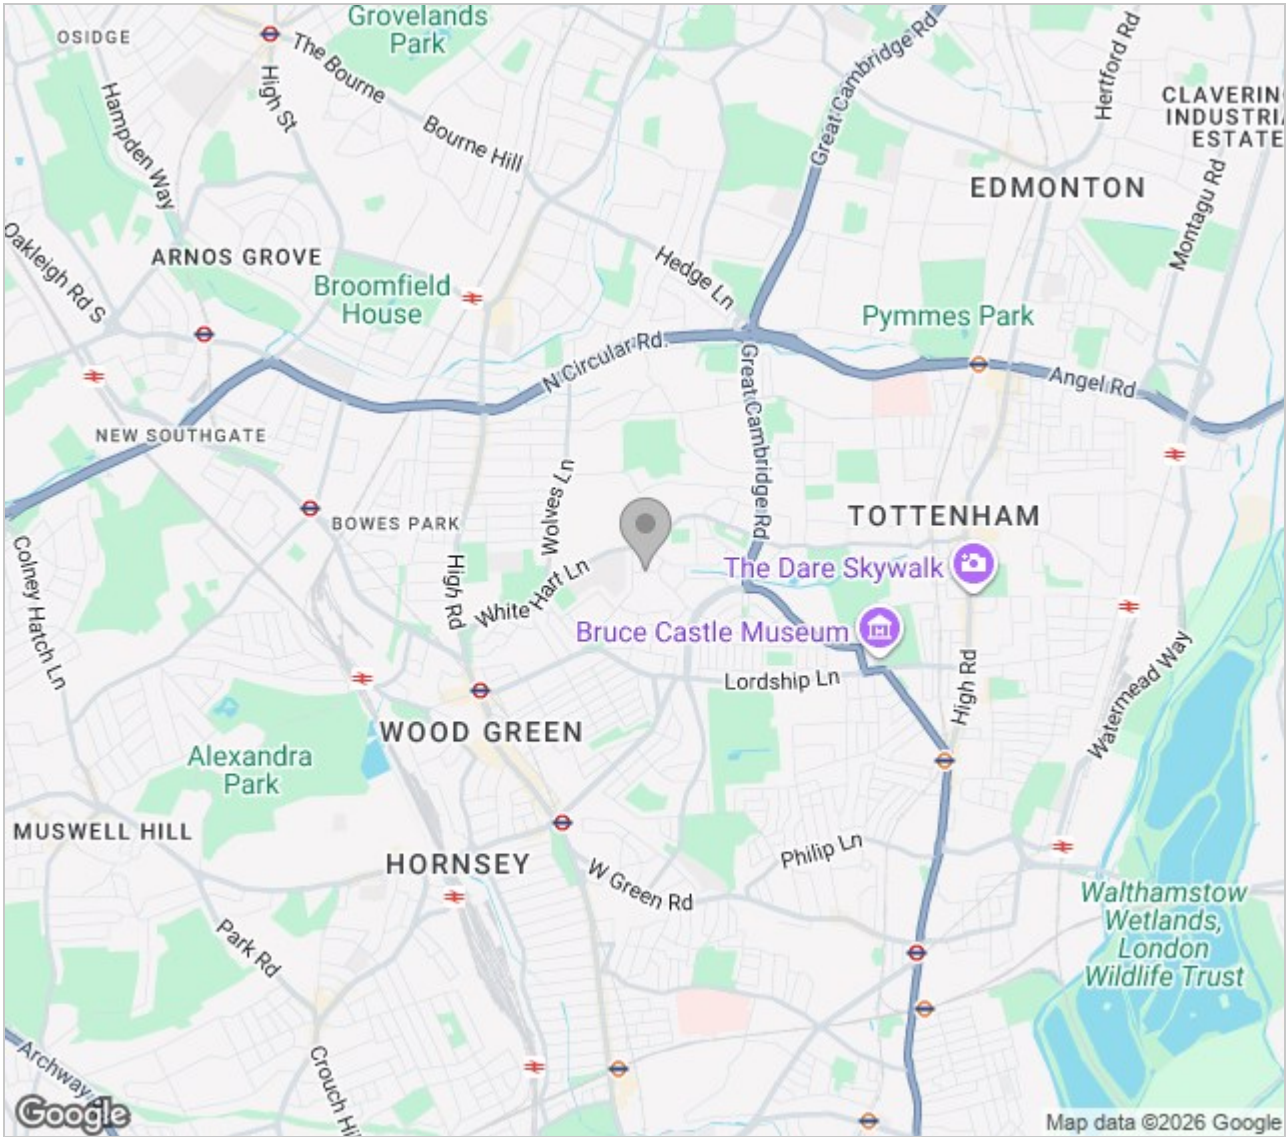 Grovelands
Park
OSIDGE
The Bourne
High St
Hampden Way
Bourne Hill
Great Cambridge Rd
Hertford Rd
CLAVERIN
INDUSTRIA
ESTATE
EDMONTON
Montagu Rd
Oakleigh Rd S
ARNOS GROVE
Hedge Ln
Broomfield
House
Pymmes Park
N Circular Rd.
Great Cambridge Rd
Angel Rd
NEW SOUTHGATE
Wolves Ln
BOWES PARK
TOTTENHAM
Colney Hatch Ln
High Rd
White Hart Ln
The Dare Skywalk
Bruce Castle Museum
Lordship Ln
High Rd
Watermead Way
WOOD GREEN
Alexandra
Park
MUSWELL HILL
HORNSEY
Philip Ln
W Green Rd
Walthamstow
Wetlands,
London
Wildlife Trust
Park Rd
Archway
Crouch Hi
Google
Map data ©2026 Google